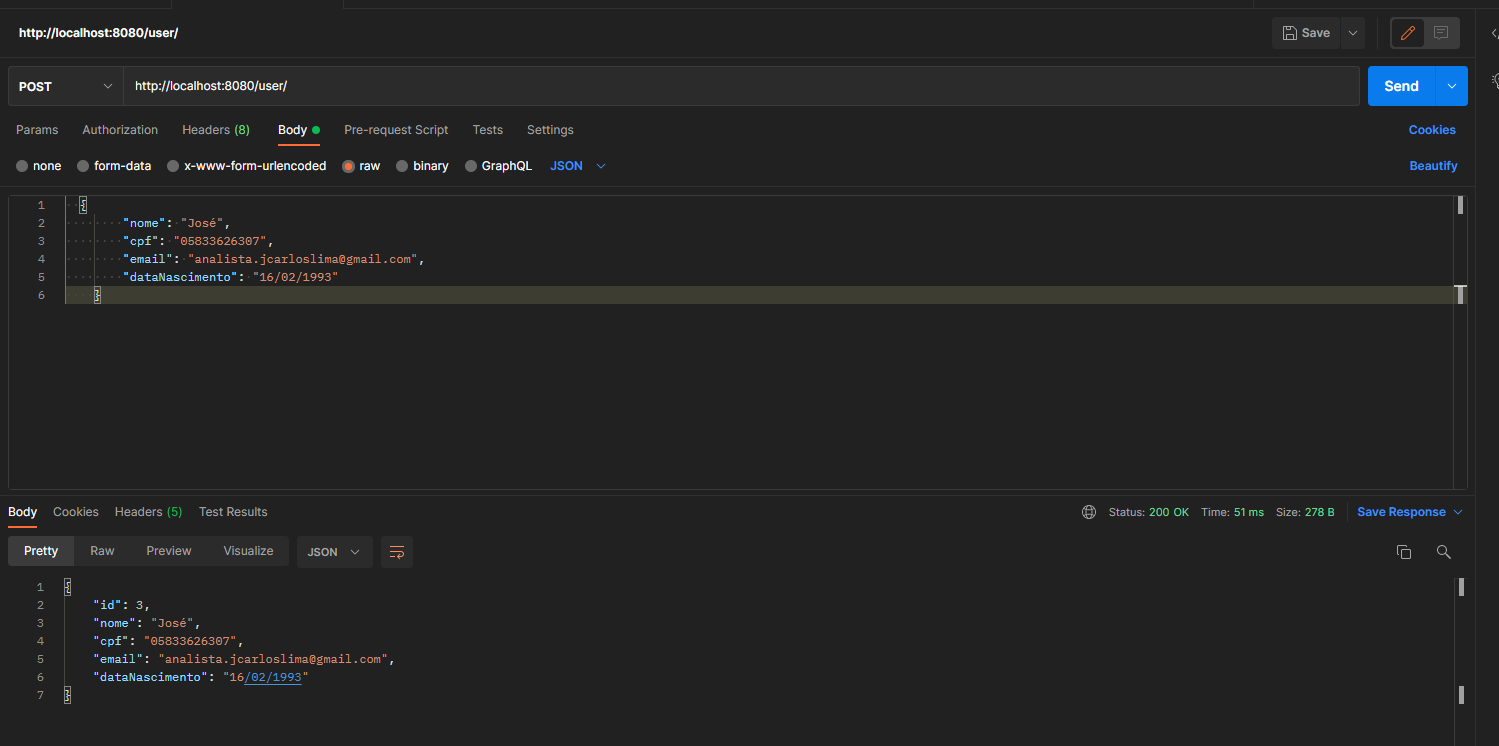 http://localhost:8080/user/
Save
POST
http://localhost:8080/user/
Send
Params Authorization Headers (8) Body Pre-request Script Tests Settings
Cookies
none form-data x-www-form-urlencoded raw binary GraphQL JSON
Beautify
1 {
2 "nome": "José",
3 "cpf": "05833626307",
4 "email": "analista.jcarloslima@gmail.com",
5 "dataNascimento": "16/02/1993"
6 }
Body Cookies Headers (5) Test Results
Status: 200 OK Time: 51 ms Size: 278 B Save Response
Pretty Raw Preview Visualize JSON
1 {
2 "id": 3,
3 "nome": "José",
4 "cpf": "05833626307",
5 "email": "analista.jcarloslima@gmail.com",
6 "dataNascimento": "16/02/1993"
7 }